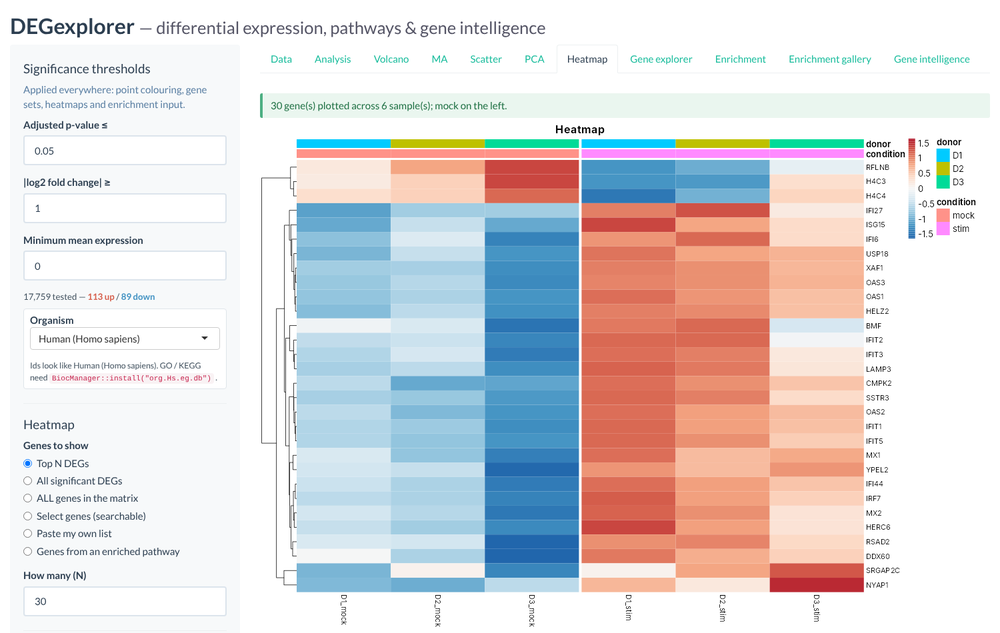 DEGexplorer — differential expression, pathways & gene intelligence
Significance thresholds
Applied everywhere: point colouring, gene
sets, heatmaps and enrichment input.
Adjusted p-value ≤
0.05
|log2 fold change| ≥
1
Minimum mean expression
0
17,759 tested — 113 up / 89 down
Organism
Human (Homo sapiens)
Ids look like Human (Homo sapiens). GO / KEGG
need BiocManager::install("org.Hs.eg.db") .
Heatmap
Genes to show
Top N DEGs
All significant DEGs
ALL genes in the matrix
Select genes (searchable)
Paste my own list
Genes from an enriched pathway
How many (N)
30
Data Analysis Volcano MA Scatter PCA Heatmap Gene explorer Enrichment Enrichment gallery Gene intelligence
30 gene(s) plotted across 6 sample(s); mock on the left.
Heatmap
donor
condition
RFLNB
H4C3
H4C4
IFI27
ISG15
IFI6
USP18
XAF1
OAS3
OAS1
HELZ2
BMF
IFIT2
IFIT3
LAMP3
CMPK2
SSTR3
OAS2
IFIT1
IFIT5
MX1
YPEL2
IFI44
IRF7
MX2
HERC6
RSAD2
DDX60
SRGAP2C
NYAP1
D1_mock
D2_mock
D3_mock
D1_stim
D2_stim
D3_stim
1.5
1
0.5
0
-0.5
-1
-1.5
donor
D1
D2
D3
condition
mock
stim